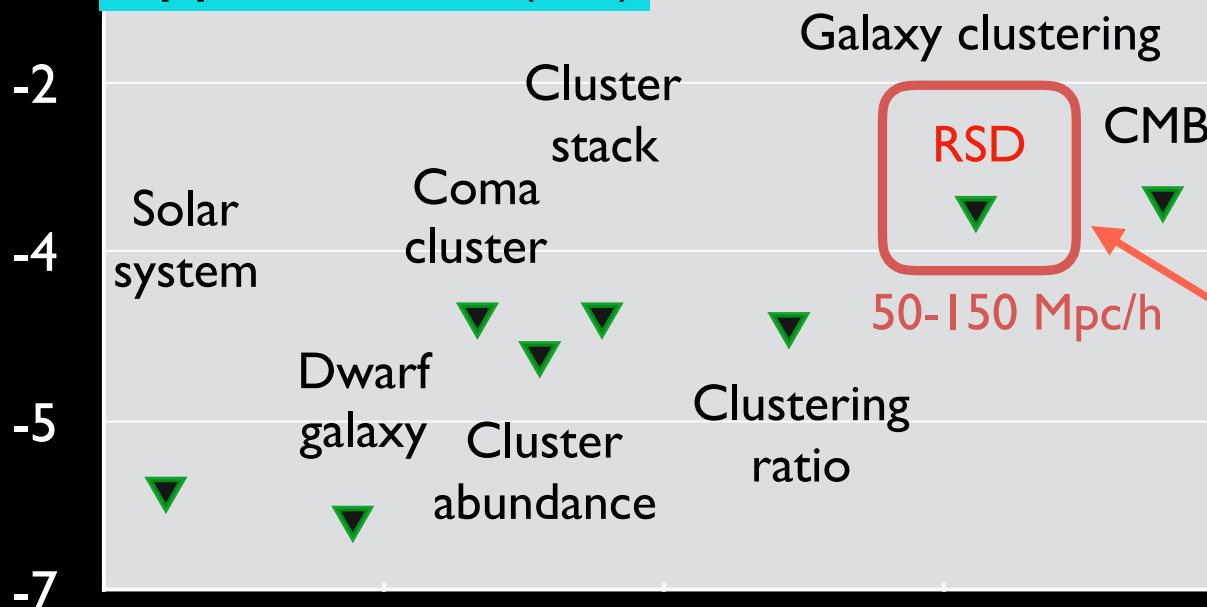 Galaxy clustering
-2
Cluster
stack
RSD
CMB
Coma
cluster
Solar
system
-4
50-150 Mpc/h
Dwarf
galaxy
Clustering
ratio
-5
Cluster
abundance
-7